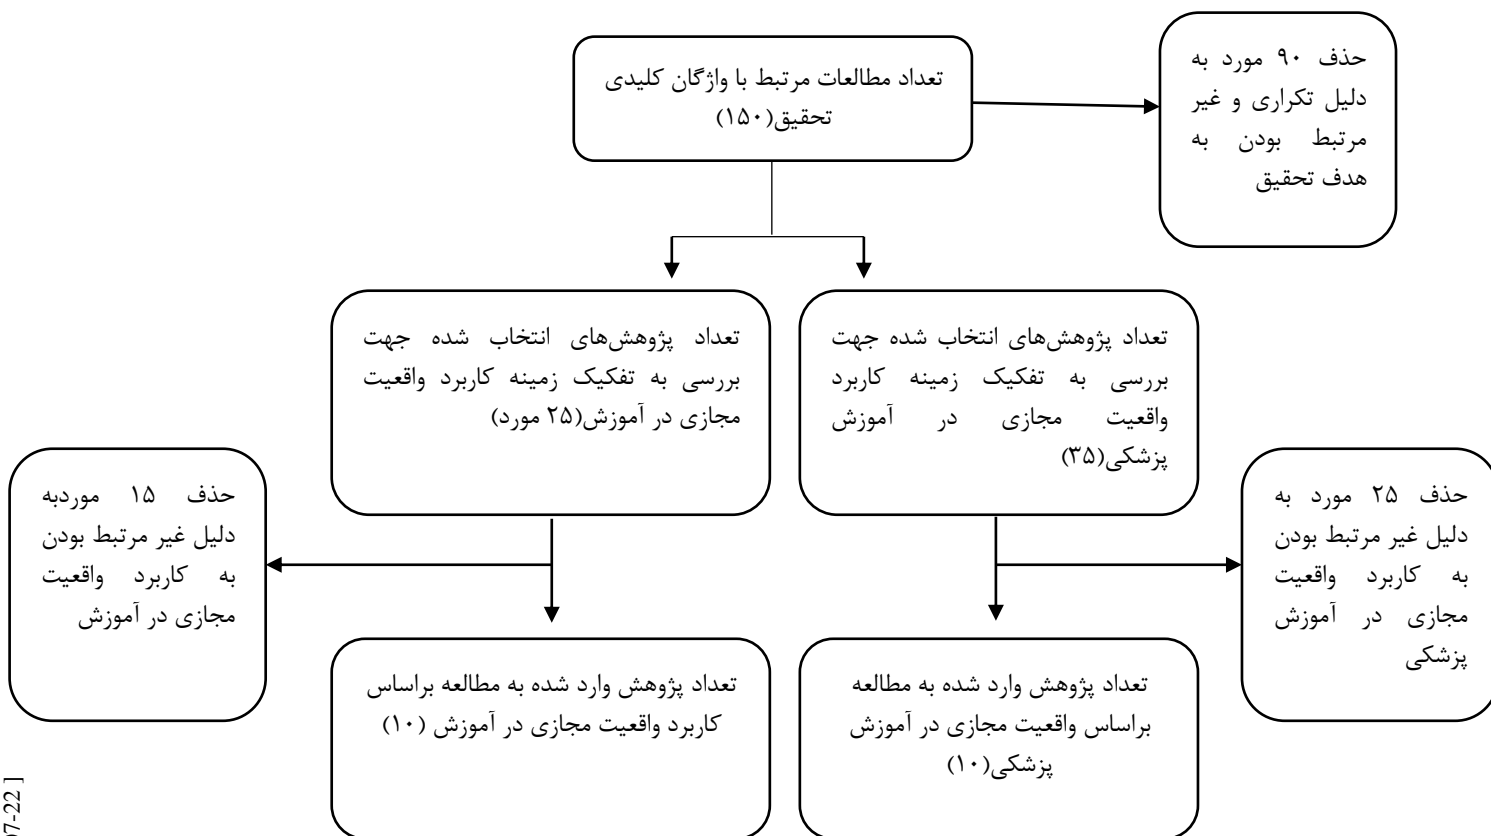 تعداد مطالعات مرتبط با واژگان کلیدی
تحقیق(۱۵۰)
حذف ۹۰ مورد به
دلیل تکراری و غیر
مرتبط بودن به
هدف تحقیق
تعداد پژوهش‌های انتخاب شده جهت
بررسی به تفکیک زمینه کاربرد
واقعیت مجازی در آموزش
پزشکی(۳۵)
تعداد پژوهش‌های انتخاب شده جهت
بررسی به تفکیک زمینه کاربرد واقعیت
مجازی در آموزش(۲۵ مورد)
حذف ۲۵ مورد به
دلیل غیر مرتبط بودن
به کاربرد واقعیت
مجازی در آموزش
پزشکی
حذف ۱۵ موردبه
دلیل غیر مرتبط بودن
به کاربرد واقعیت
مجازی در آموزش
تعداد پژوهش وارد شده به مطالعه
براساس واقعیت مجازی در آموزش
پزشکی(۱۰)
تعداد پژوهش وارد شده به مطالعه براساس
کاربرد واقعیت مجازی در آموزش (۱۰)
7-22 ]